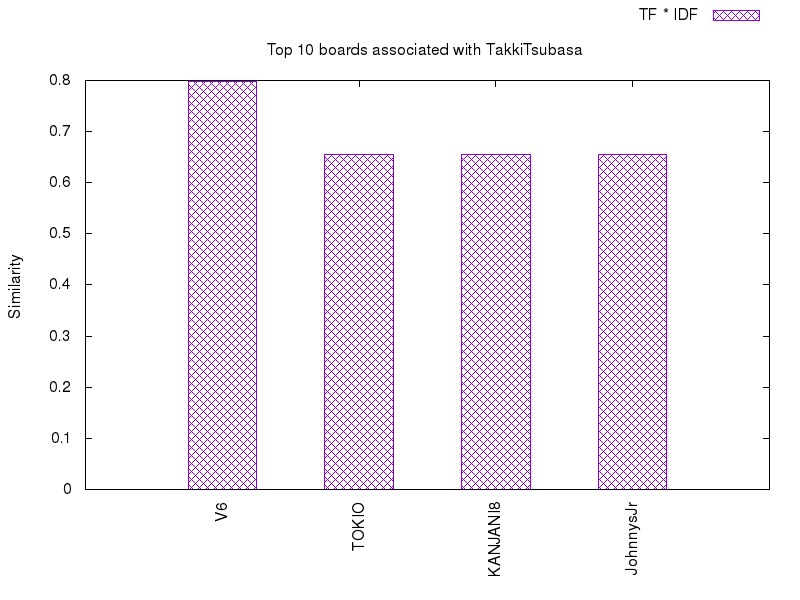 TF * IDF
Top 10 boards associated with TakkiTsubasa
Similarity
0.8
0.7
0.6
0.5
0.4
0.3
0.2
0.1
0
V6
TOKIO
KANJANI8
JohnnysJr